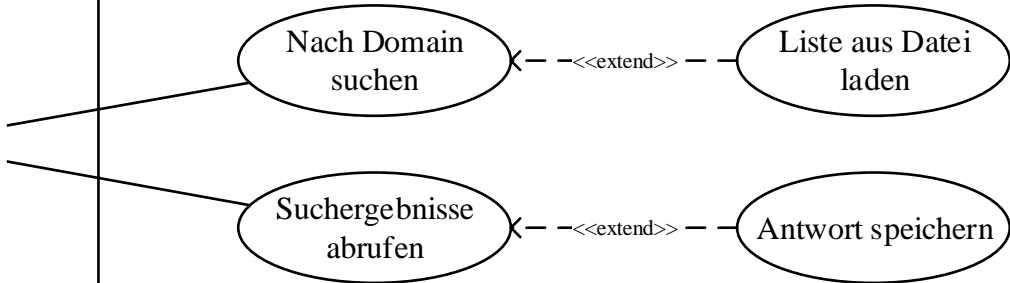 Nach Domain
suchen
<<extend>>
Liste aus Datei
laden
Suchergebnisse
abrufen
<<extend>>
Antwort speichern